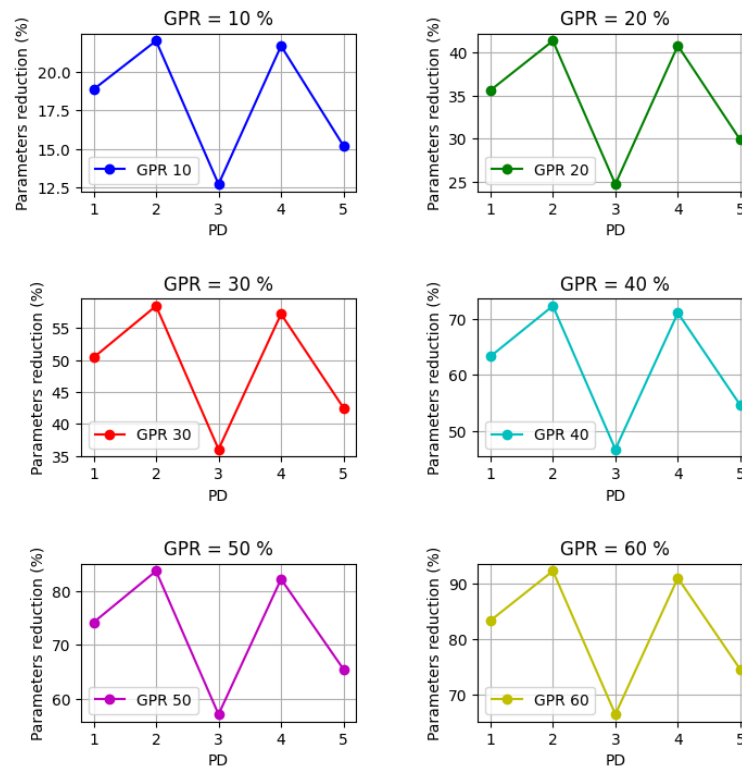 GPR = 10 %
Parameters reduction (%)
20.0
17.5
15.0
12.5
GPR 10
1 2 3 4 5
PD
GPR = 20 %
Parameters reduction (%)
40
35
30
25
GPR 20
1 2 3 4 5
PD
GPR = 30 %
Parameters reduction (%)
55
50
45
40
35
GPR 30
1 2 3 4 5
PD
GPR = 40 %
Parameters reduction (%)
70
60
50
GPR 40
1 2 3 4 5
PD
GPR = 50 %
Parameters reduction (%)
80
70
60
GPR 50
1 2 3 4 5
PD
GPR = 60 %
Parameters reduction (%)
90
80
70
GPR 60
1 2 3 4 5
PD